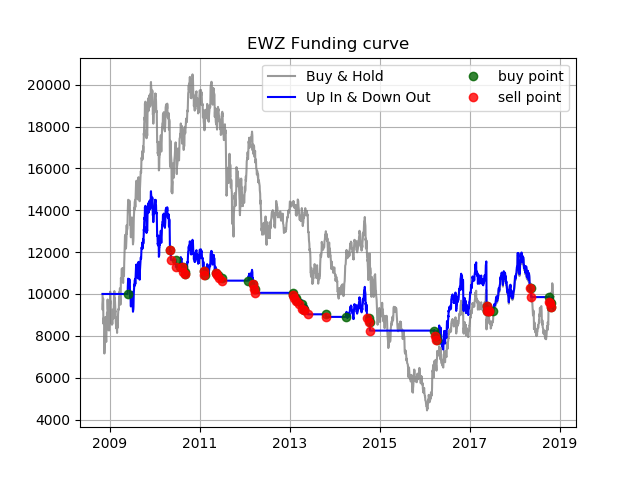 EWZ Funding curve
Buy & Hold
Up In & Down Out
buy point
sell point
20000
18000
16000
14000
12000
10000
8000
6000
4000
2009 2011 2013 2015 2017 2019